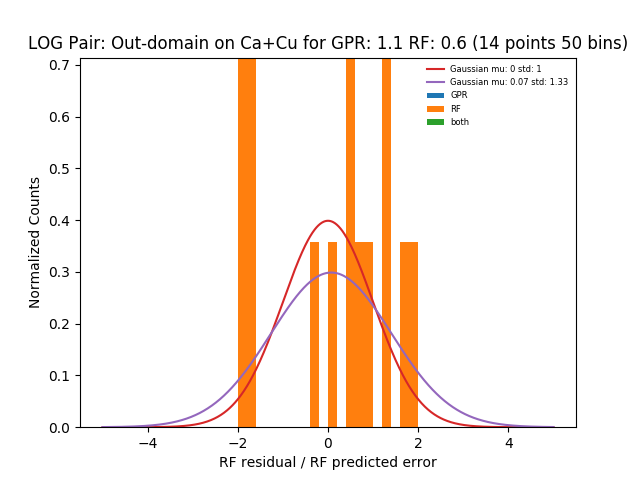 LOG Pair: Out-domain on Ca+Cu for GPR: 1.1 RF: 0.6 (14 points 50 bins)
Gaussian mu: 0 std: 1
Gaussian mu: 0.07 std: 1.33
GPR
RF
both
Normalized Counts
0.7
0.6
0.5
0.4
0.3
0.2
0.1
0.0
−4
−2
0
2
4
RF residual / RF predicted error